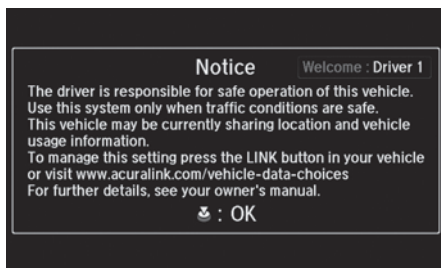 Notice
Welcome : Driver 1
The driver is responsible for safe operation of this vehicle.
Use this system only when traffic conditions are safe.
This vehicle may be currently sharing location and vehicle
usage information.
To manage this setting press the LINK button in your vehicle
or visit www.acuralink.com/vehicle-data-choices
For further details, see your owner's manual.
: OK